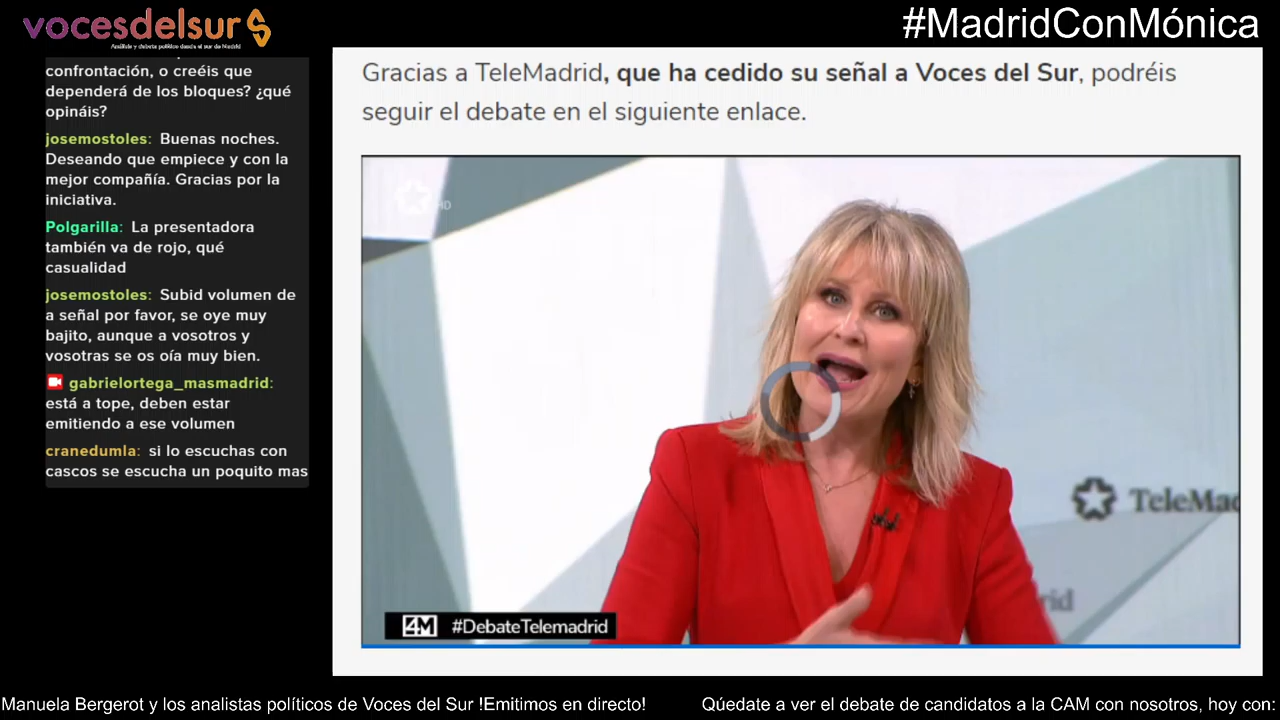 vocesdelsur
Análisis y debate político desde el sur de Madrid
#MadridConMónica
confrontación, o creéis que
dependerá de los bloques? ¿qué
opináis?
josemostoles: Buenas noches.
Deseando que empiece y con la
mejor compañía. Gracias por la
iniciativa.
Polgarilla: La presentadora
también va de rojo, qué
casualidad
josemostoles: Subid volumen de
a señal por favor, se oye muy
bajito, aunque a vosotros y
vosotras se os oía muy bien.
gabrielortega_masmadrid:
está a tope, deben estar
emitiendo a ese volumen
cranedumla: si lo escuchas con
cascos se escucha un poquito mas
Gracias a TeleMadrid, que ha cedido su señal a Voces del Sur, podréis
seguir el debate en el siguiente enlace.
HD
TeleMad
rid
4M #DebateTelemadrid
Manuela Bergerot y los analistas políticos de Voces del Sur !Emitimos en directo! Qúedate a ver el debate de candidatos a la CAM con nosotros, hoy con: